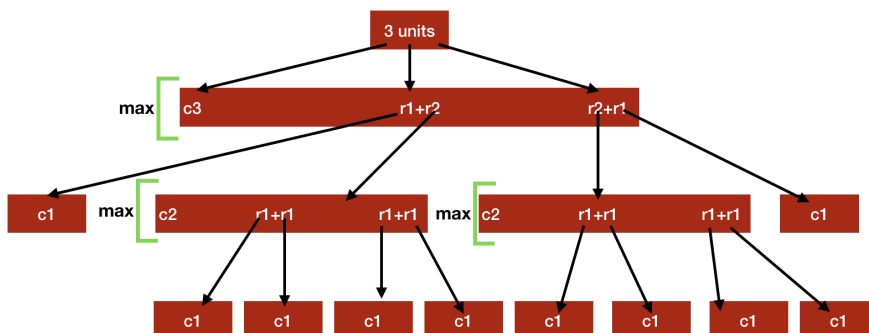 3 units
max c3 r1+r2 r2+r1
c1 max c2 r1+r1 r1+r1 max c2 r1+r1 r1+r1 c1
c1 c1 c1 c1 c1 c1 c1 c1